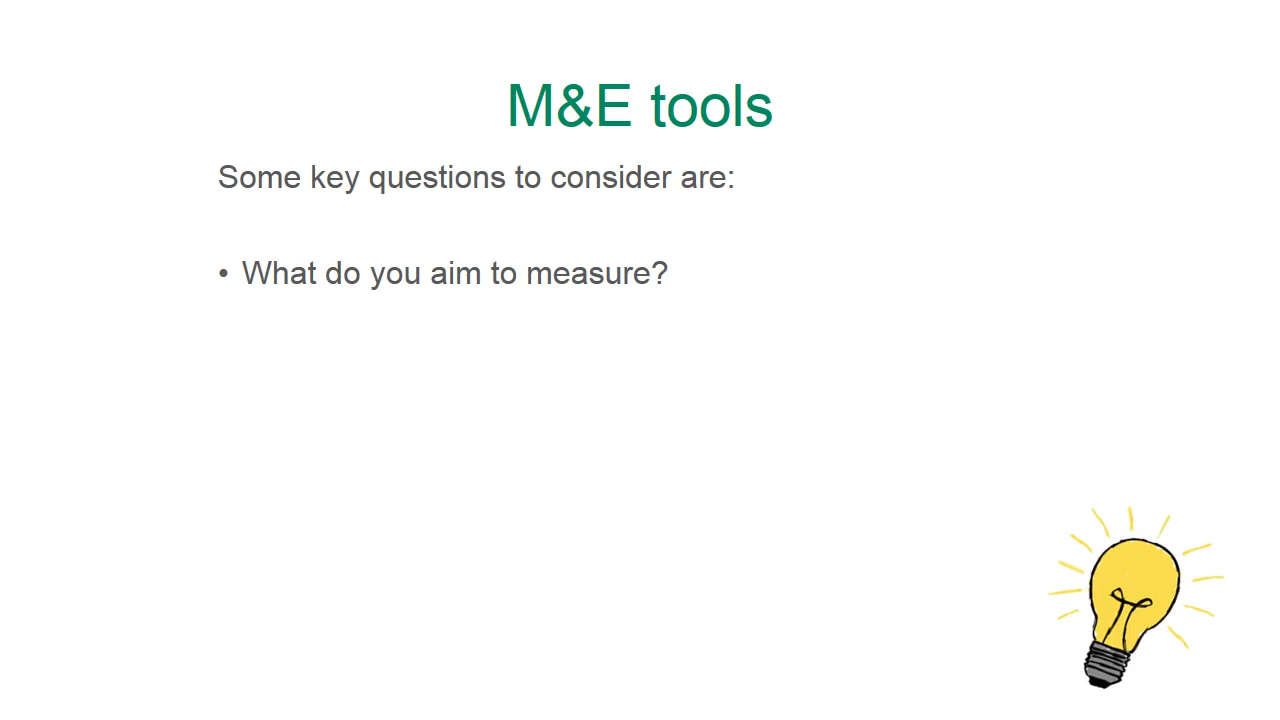 M&E tools
Some key questions to consider are:
• What do you aim to measure?